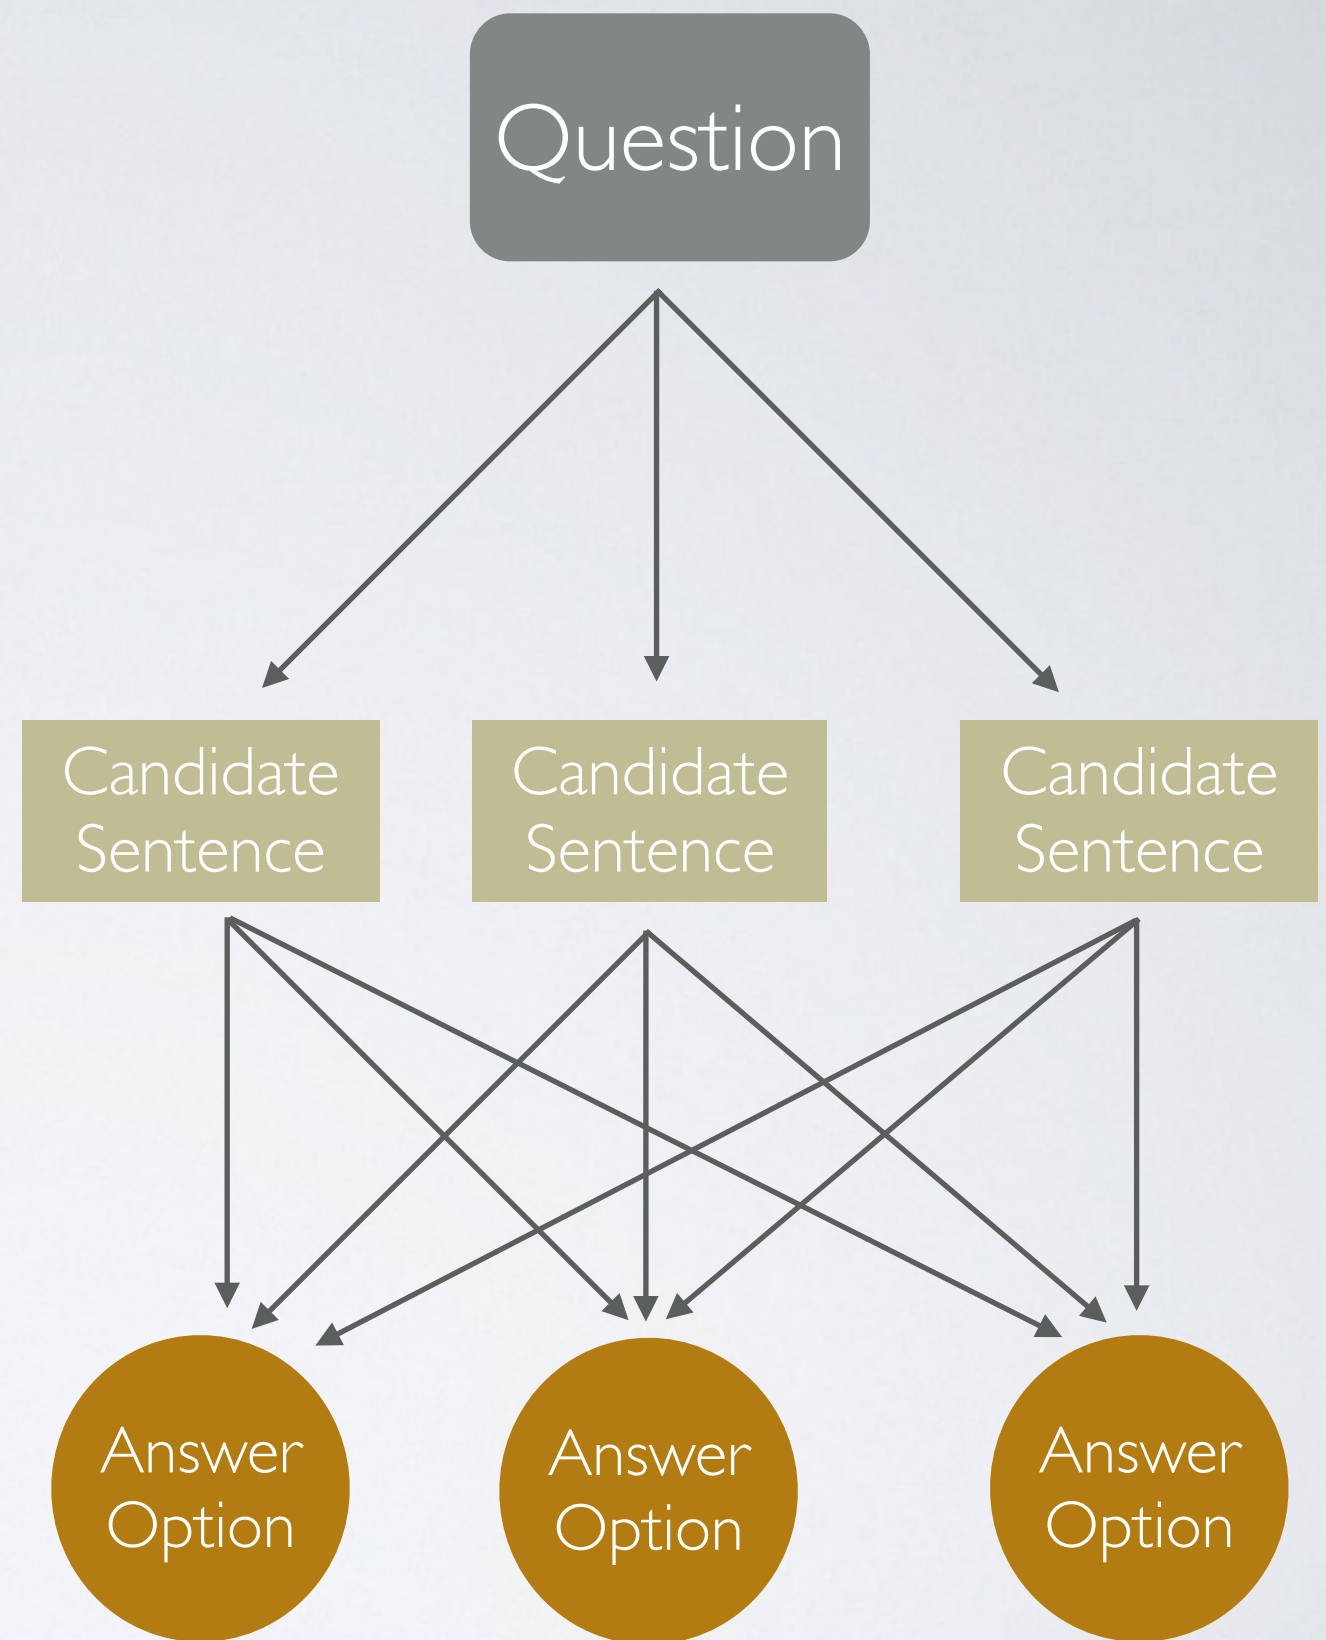 Question
Candidate
Sentence
Candidate
Sentence
Candidate
Sentence
Answer
Option
Answer
Option
Answer
Option